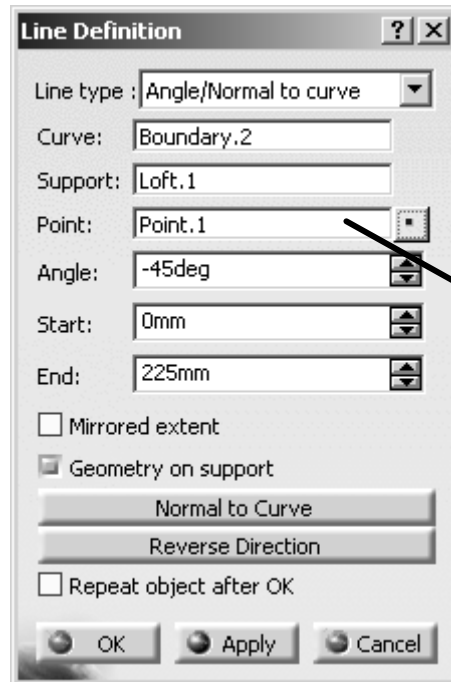 Line Definition ? ×
Line type : Angle/Normal to curve
Curve: Boundary.2
Support: Loft.1
Point: Point.1
Angle: -45deg
Start: 0mm
End: 225mm
Mirrored extent
Geometry on support
Normal to Curve
Reverse Direction
Repeat object after OK
OK Apply Cancel